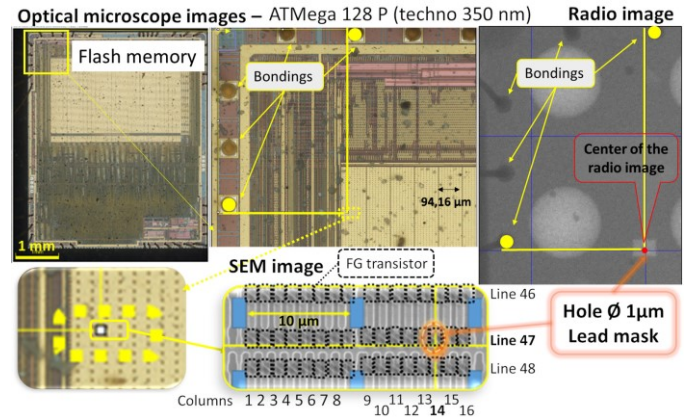 Optical microscope images – ATMega 128 P (techno 350 nm)
Radio image
Flash memory
Bondings
Bondings
Center of the
radio image
94,16 µm
1 mm
SEM image
FG transistor
Line 46
10 µm
Line 47
Line 48
Hole Ø 1µm
Lead mask
Columns 1 2 3 4 5 6 7 8 9 11 13 15
10 12 14 16